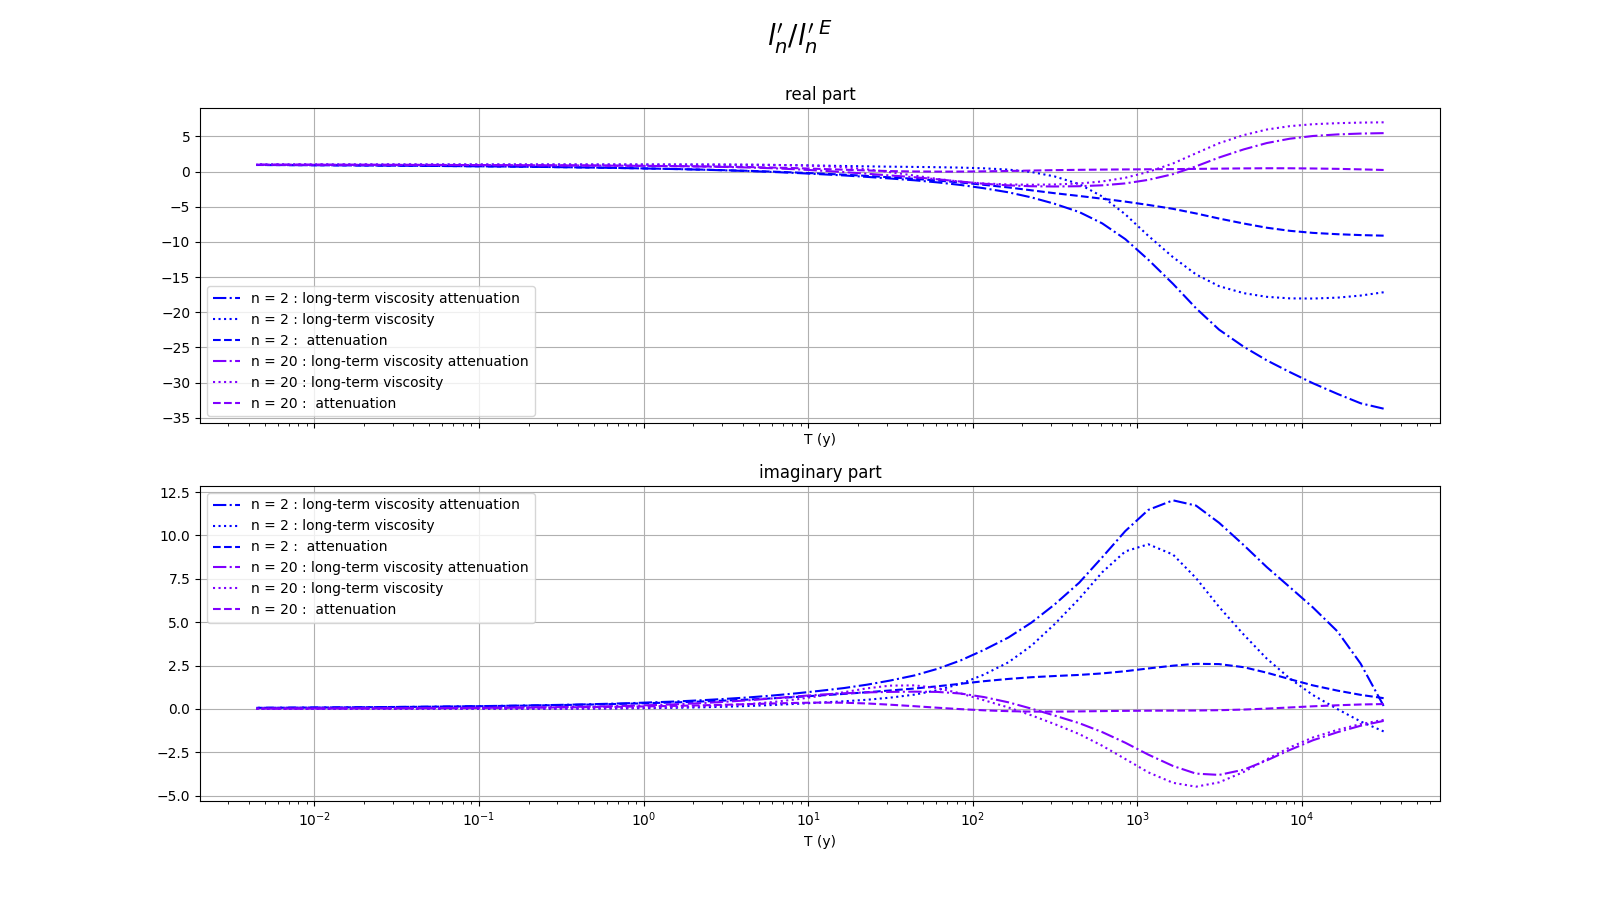 l′n/l′nE
real part
5
0
−5
−10
−15
−20
−25
−30
−35
n = 2 : long-term viscosity attenuation
n = 2 : long-term viscosity
n = 2 :  attenuation
n = 20 : long-term viscosity attenuation
n = 20 : long-term viscosity
n = 20 :  attenuation
T (y)
imaginary part
12.5
10.0
7.5
5.0
2.5
0.0
−2.5
−5.0
n = 2 : long-term viscosity attenuation
n = 2 : long-term viscosity
n = 2 :  attenuation
n = 20 : long-term viscosity attenuation
n = 20 : long-term viscosity
n = 20 :  attenuation
10⁻² 10⁻¹ 10⁰ 10¹ 10² 10³ 10⁴
T (y)